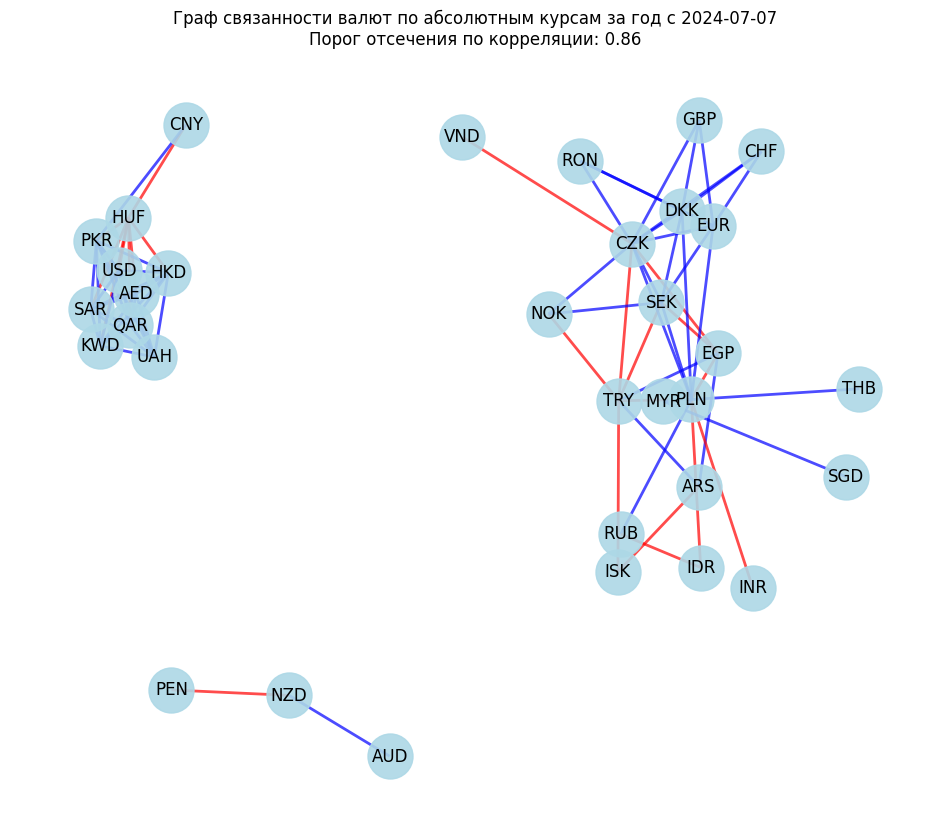 Граф связанности валют по абсолютным курсам за год с 2024-07-07
Порог отсечения по корреляции: 0.86
CNY
VND
GBP
RON
CHF
HUF
PKR
DKK
EUR
CZK
USD
HKD
AED
SAR
SEK
NOK
QAR
KWD
UAH
EGP
THB
TRY
MYR
PLN
SGD
ARS
RUB
ISK
IDR
INR
PEN
NZD
AUD